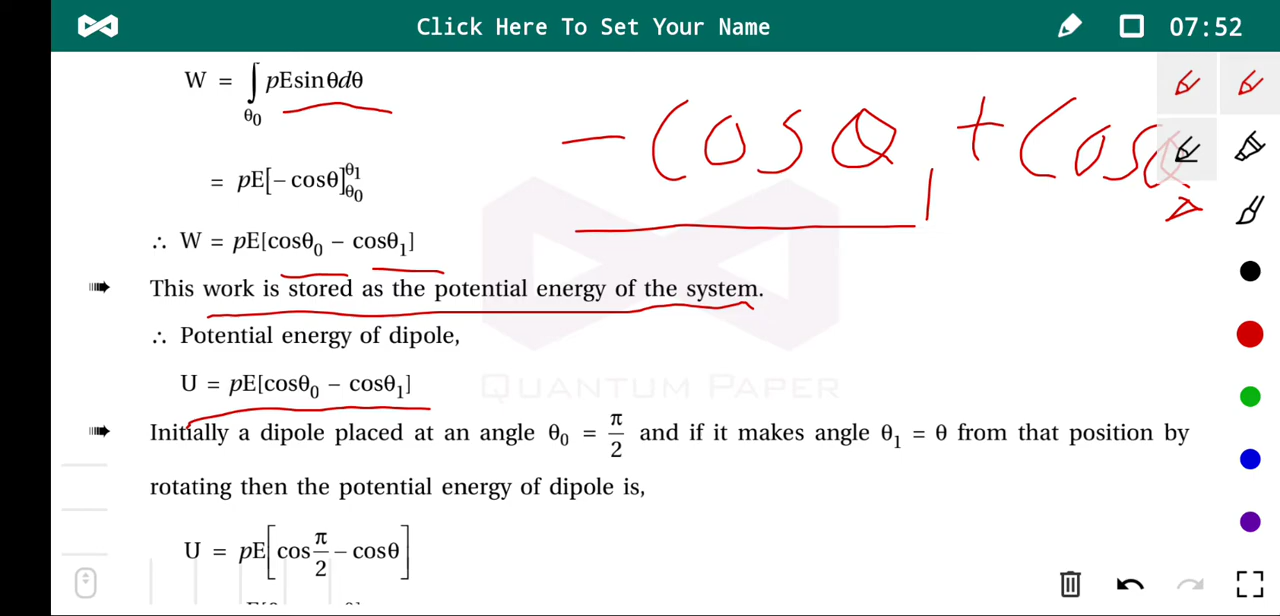 Click Here To Set Your Name
07:52
W = ∫θ₀ pEsinθdθ
= pE[– cosθ]θ₁θ₀
– cosθ₁ + cosθ
∴ W = pE[cosθ₀ – cosθ₁]
This work is stored as the potential energy of the system.
∴ Potential energy of dipole,
U = pE[cosθ₀ – cosθ₁]
QUANTUM PAPER
Initially a dipole placed at an angle θ₀ = π/2 and if it makes angle θ₁ = θ from that position by
rotating then the potential energy of dipole is,
U = pE[cos π/2 – cosθ]